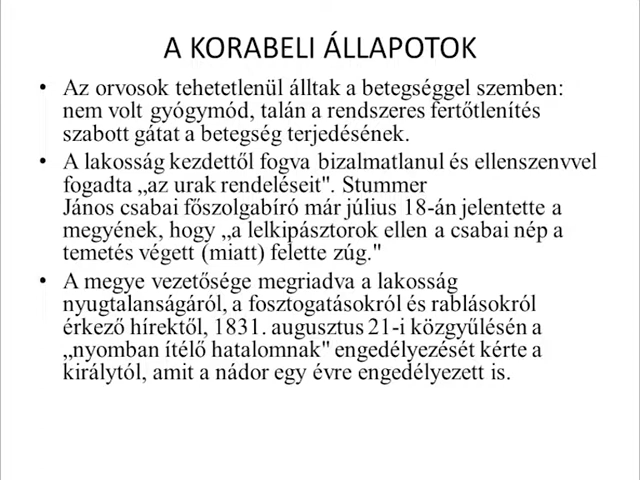 A KORABELI ÁLLAPOTOK
• Az orvosok tehetetlenül álltak a betegséggel szemben:
nem volt gyógymód, talán a rendszeres fertőtlenítés
szabott gátat a betegség terjedésének.
• A lakosság kezdettől fogva bizalmatlanul és ellenszenvvel
fogadta „az urak rendeléseit". Stummer
János csabai főszolgabíró már július 18-án jelentette a
megyének, hogy „a lelkipásztorok ellen a csabai nép a
temetés végett (miatt) felette zúg."
• A megye vezetősége megriadva a lakosság
nyugtalanságáról, a fosztogatásokról és rablásokról
érkező hírektől, 1831. augusztus 21-i közgyűlésén a
„nyomban ítélő hatalomnak" engedélyezését kérte a
királytól, amit a nádor egy évre engedélyezett is.